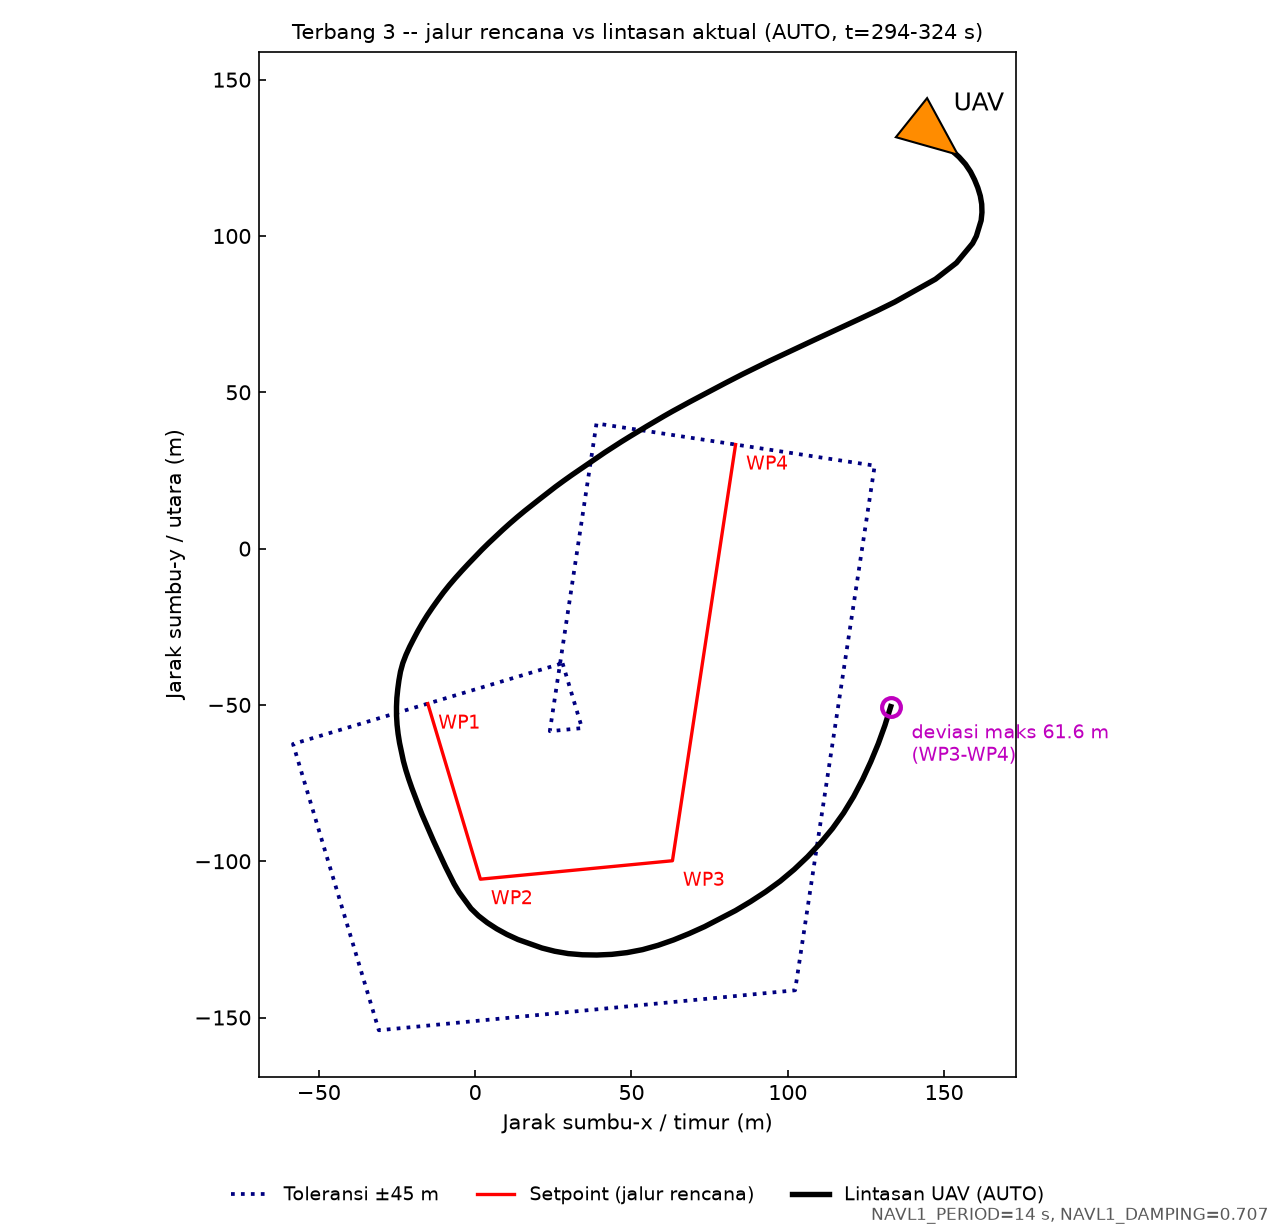 Terbang 3 -- jalur rencana vs lintasan aktual (AUTO, t=294-324 s)
150
100
50
0
−50
−100
−150
Jarak sumbu-y / utara (m)
UAV
WP4
WP1
WP2
WP3
deviasi maks 61.6 m
(WP3-WP4)
−50
0
50
100
150
Jarak sumbu-x / timur (m)
Toleransi ±45 m
Setpoint (jalur rencana)
Lintasan UAV (AUTO)
NAVL1_PERIOD=14 s, NAVL1_DAMPING=0.707